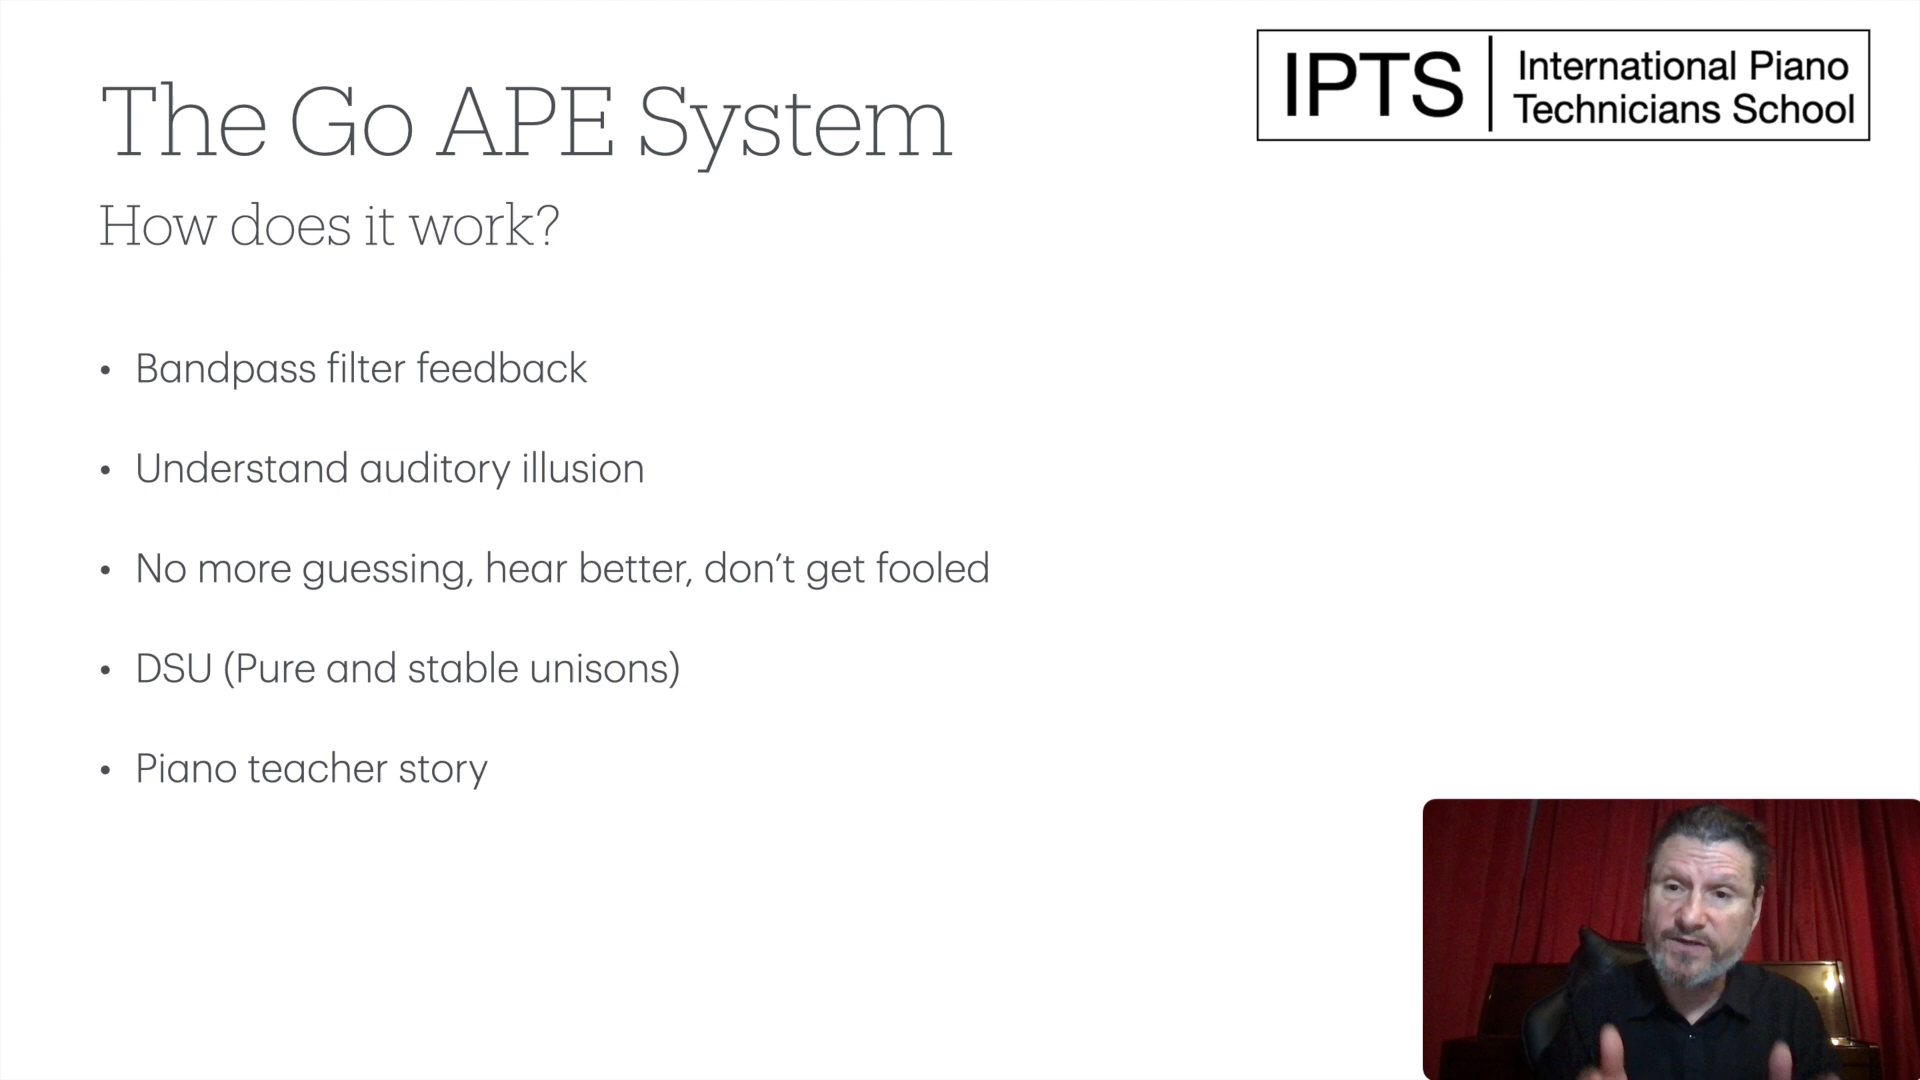 The Go APE System
IPTS
International Piano
Technicians School
How does it work?
• Bandpass filter feedback
• Understand auditory illusion
• No more guessing, hear better, don’t get fooled
• DSU (Pure and stable unisons)
• Piano teacher story